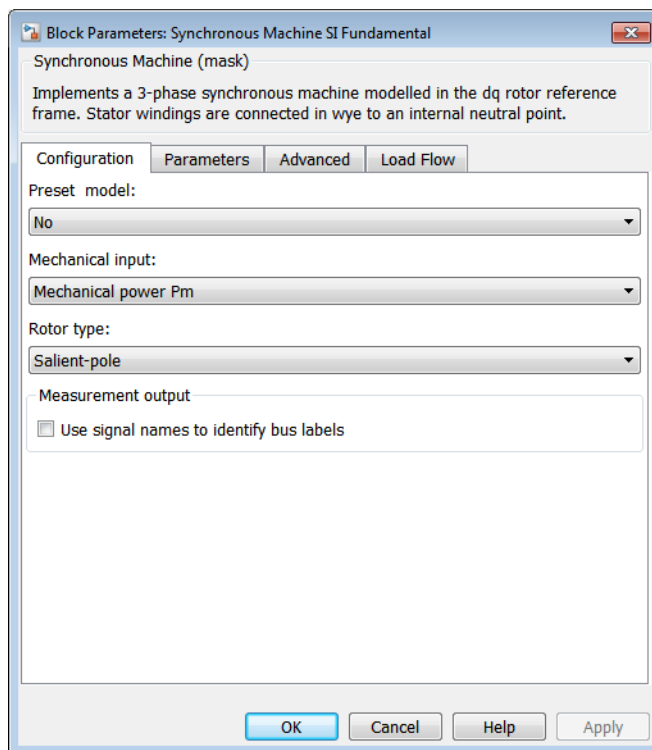 Block Parameters: Synchronous Machine SI Fundamental
Synchronous Machine (mask)
Implements a 3-phase synchronous machine modelled in the dq rotor reference
frame. Stator windings are connected in wye to an internal neutral point.
Configuration Parameters Advanced Load Flow
Preset model:
No
Mechanical input:
Mechanical power Pm
Rotor type:
Salient-pole
Measurement output
Use signal names to identify bus labels
OK Cancel Help Apply